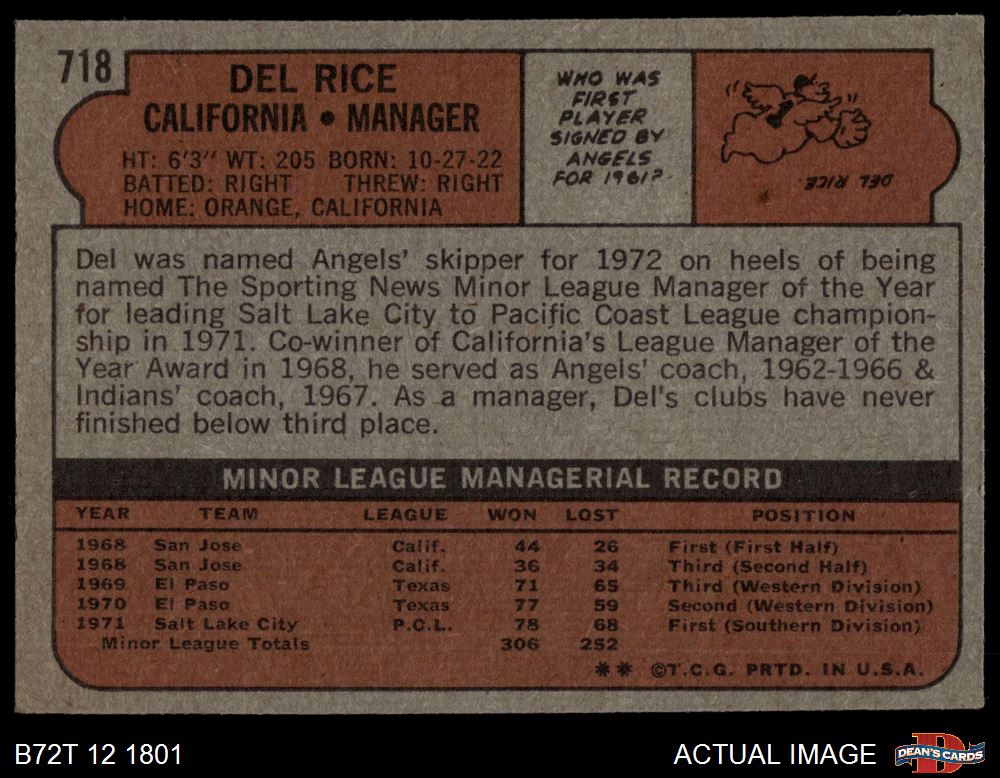 718
DEL RICE
CALIFORNIA • MANAGER
HT: 6'3" WT: 205 BORN: 10-27-22
BATTED: RIGHT THREW: RIGHT
HOME: ORANGE, CALIFORNIA
WHO WAS
FIRST
PLAYER
SIGNED BY
ANGELS
FOR 1961?
DEL RICE
Del was named Angels' skipper for 1972 on heels of being
named The Sporting News Minor League Manager of the Year
for leading Salt Lake City to Pacific Coast League champion-
ship in 1971. Co-winner of California's League Manager of the
Year Award in 1968, he served as Angels' coach, 1962-1966 &
Indians' coach, 1967. As a manager, Del's clubs have never
finished below third place.
MINOR LEAGUE MANAGERIAL RECORD
YEAR TEAM LEAGUE WON LOST POSITION
1968 San Jose Calif. 44 26 First (First Half)
1968 San Jose Calif. 36 34 Third (Second Half)
1969 El Paso Texas 71 65 Third (Western Division)
1970 El Paso Texas 77 59 Second (Western Division)
1971 Salt Lake City P.C.L. 78 68 First (Southern Division)
Minor League Totals 306 252
** ©T.C.G. PRTD. IN U.S.A.
B72T 12 1801
ACTUAL IMAGE
DEAN'S CARDS